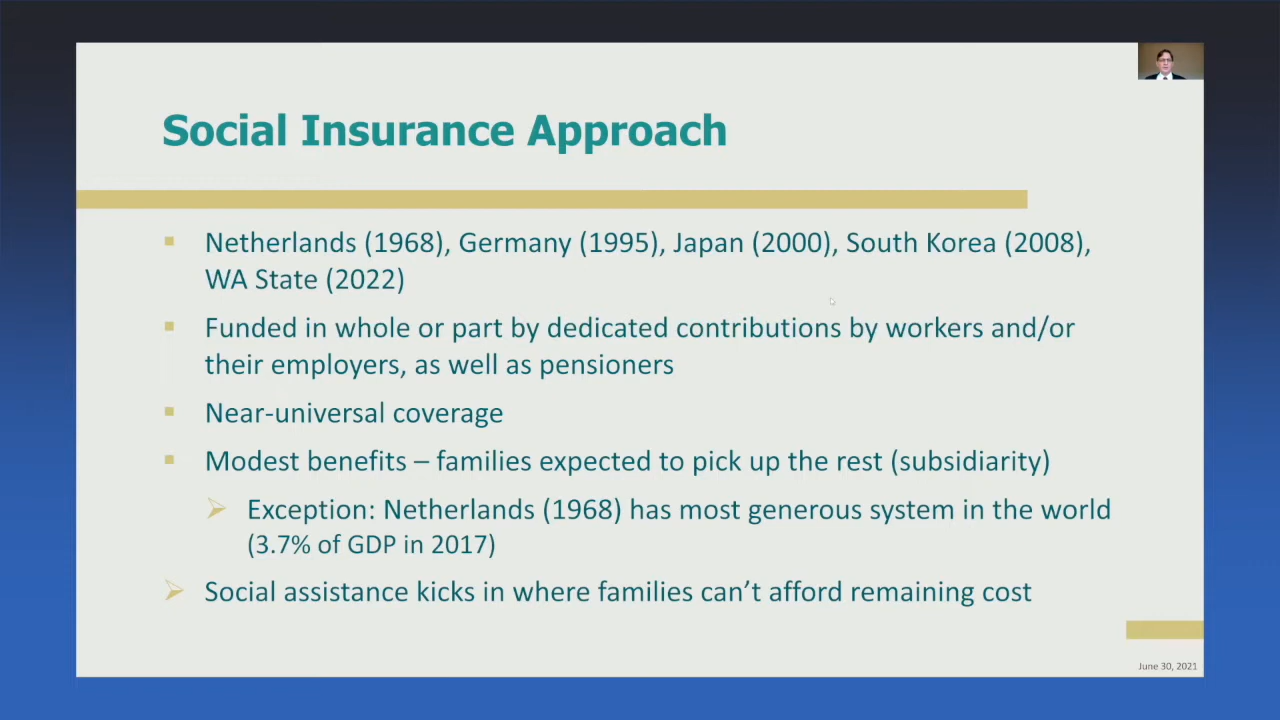 Social Insurance Approach
Netherlands (1968), Germany (1995), Japan (2000), South Korea (2008),
WA State (2022)
Funded in whole or part by dedicated contributions by workers and/or
their employers, as well as pensioners
Near-universal coverage
Modest benefits – families expected to pick up the rest (subsidiarity)
Exception: Netherlands (1968) has most generous system in the world
(3.7% of GDP in 2017)
Social assistance kicks in where families can’t afford remaining cost
June 30, 2021